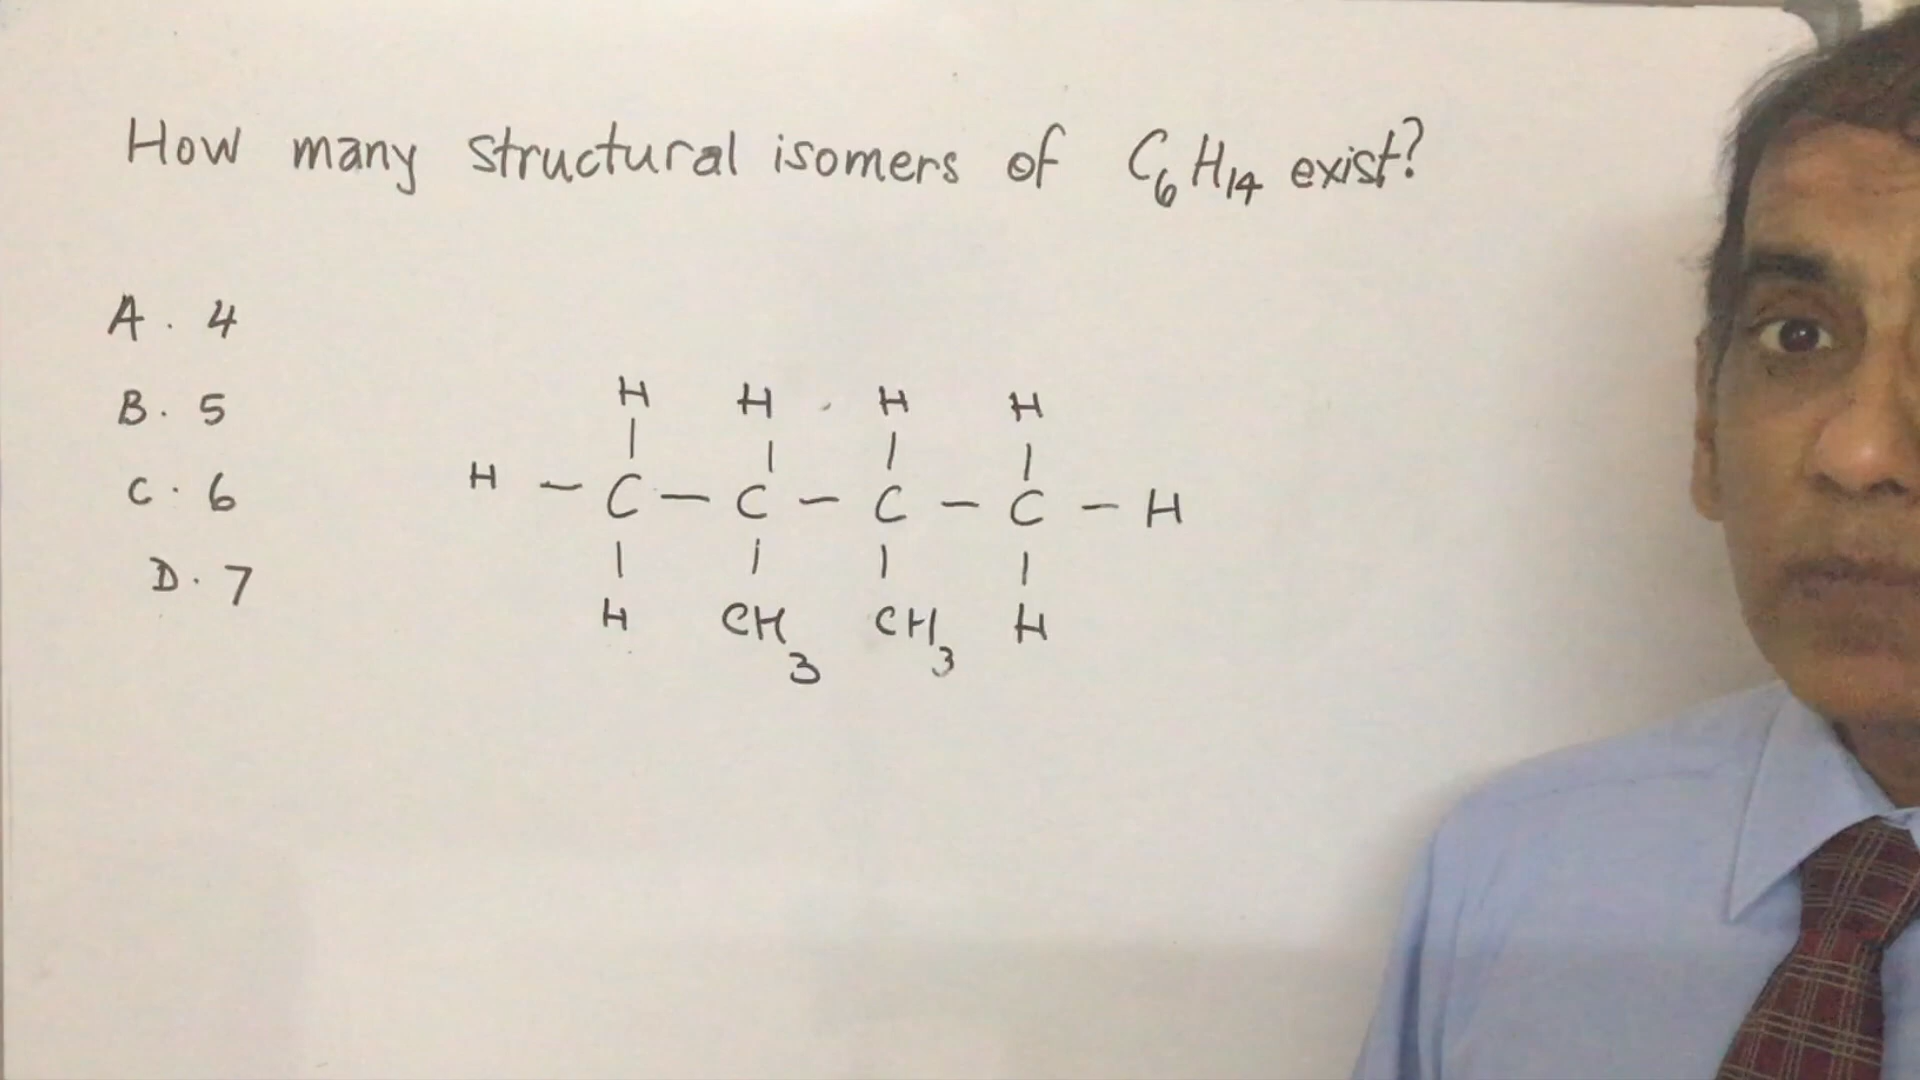 How many structural isomers of C₆H₁₄ exist?
A. 4
B. 5
C. 6
D. 7
H H H H
H - C - C - C - C - H
H CH₃ CH₃ H